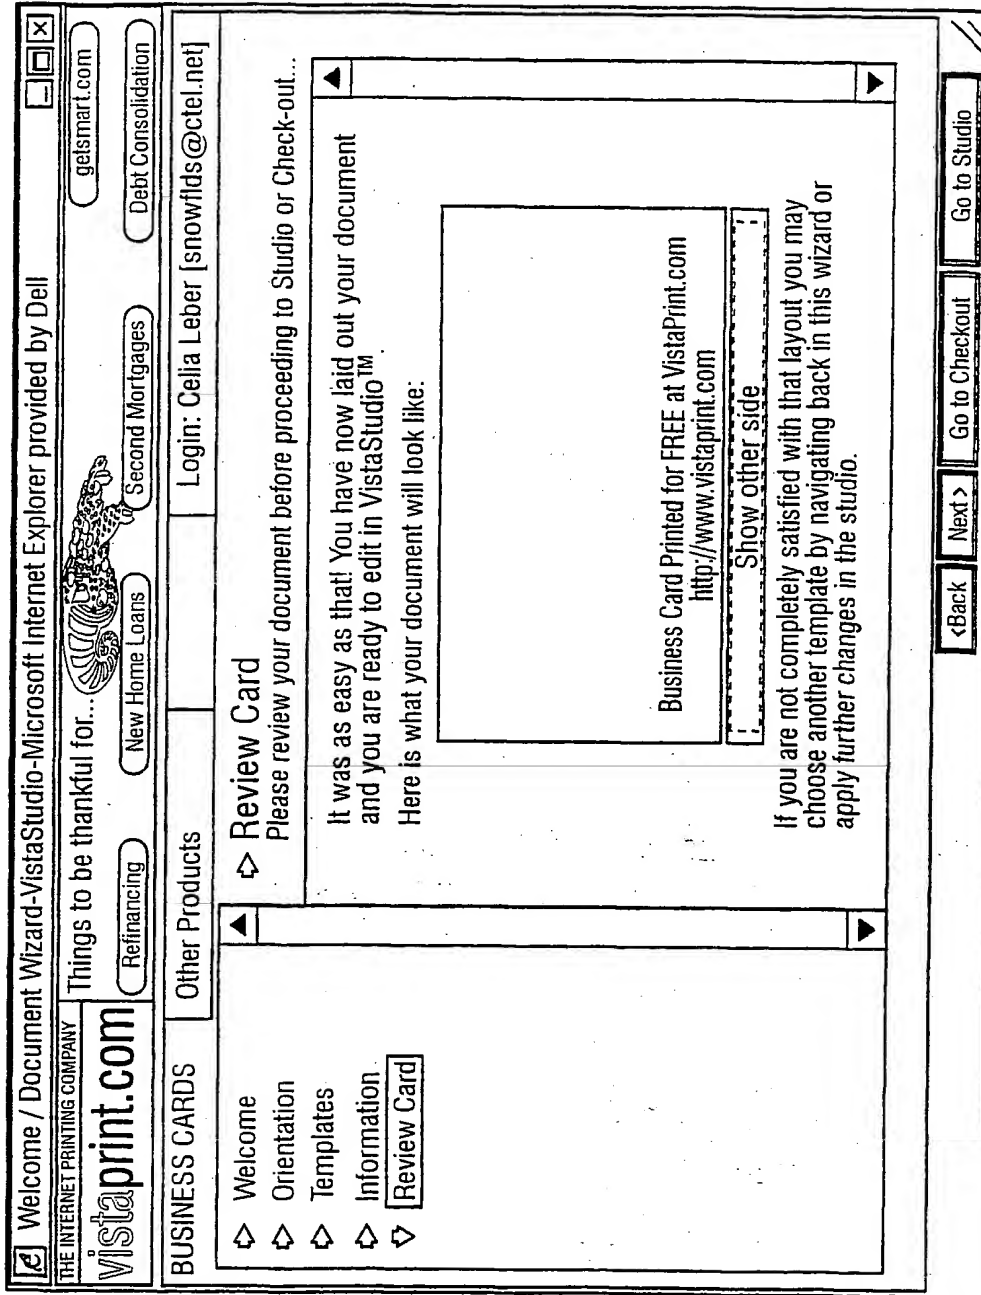 Welcome / Document Wizard-VistaStudio-Microsoft Internet Explorer provided by Dell
THE INTERNET PRINTING COMPANY
vistaprint.com
Things to be thankful for...
getsmart.com
Refinancing
New Home Loans
Second Mortgages
Debt Consolidation
BUSINESS CARDS
Other Products
Login: Celia Leber [snowflds@ctel.net]
Welcome
Orientation
Templates
Information
Review Card
Review Card
Please review your document before proceeding to Studio or Check-out...
It was as easy as that! You have now laid out your document
and you are ready to edit in VistaStudio™
Here is what your document will look like:
Business Card Printed for FREE at VistaPrint.com
http://www.vistaprint.com
Show other side
If you are not completely satisfied with that layout you may
choose another template by navigating back in this wizard or
apply further changes in the studio.
<Back
Next>
Go to Checkout
Go to Studio